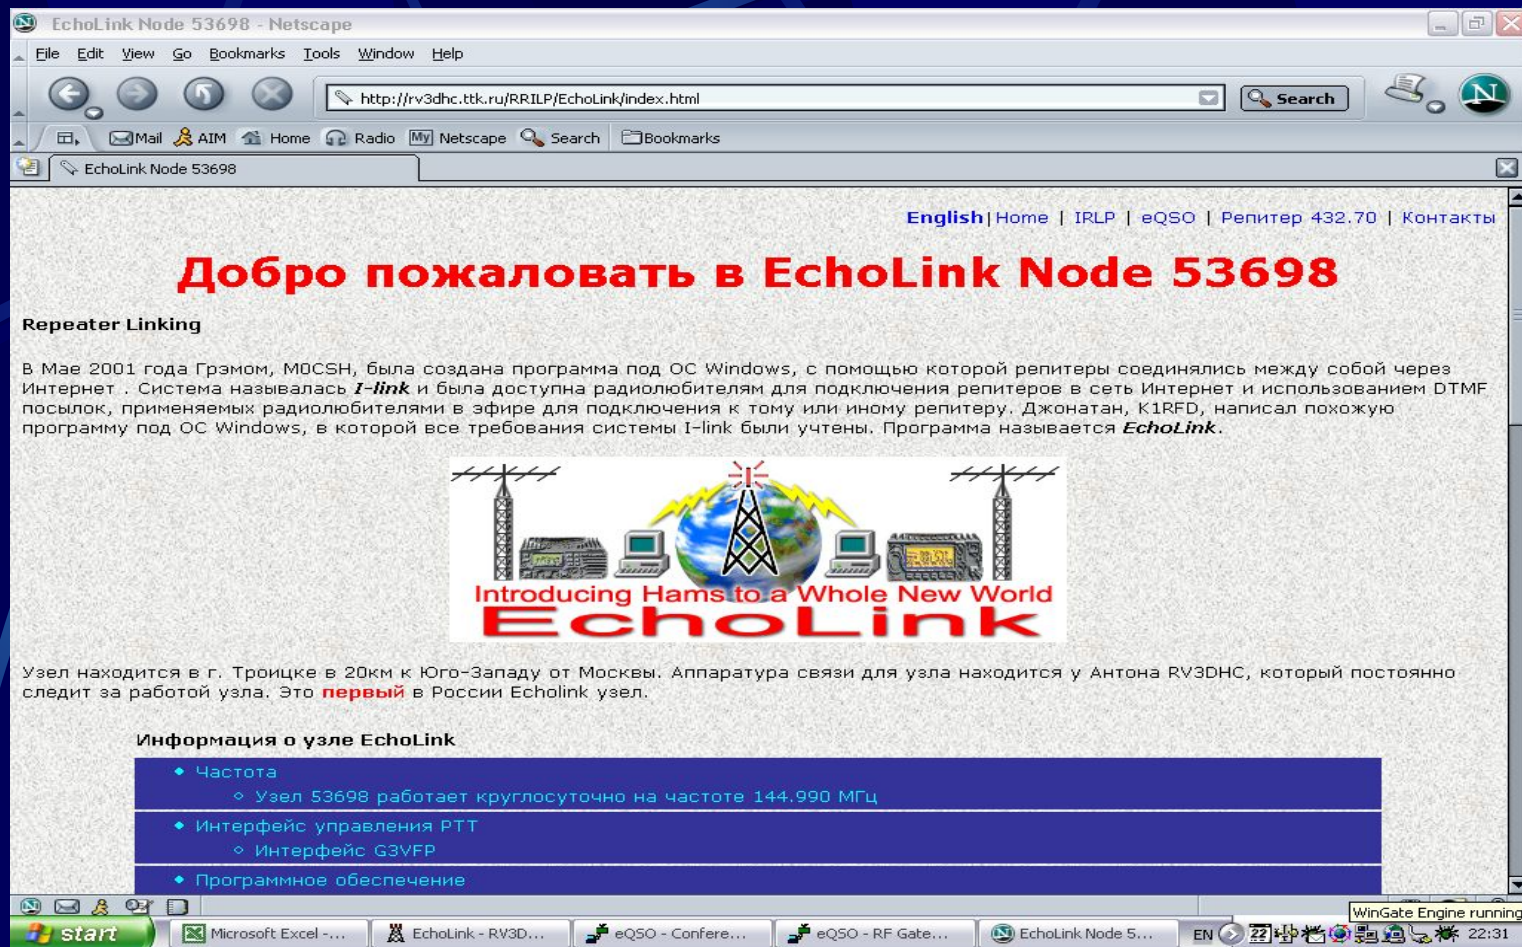 EchoLink Node 53698 - Netscape
File Edit View Go Bookmarks Tools Window Help
http://rv3dhc.ttk.ru/RRILP/EchoLink/index.html
Search
N
Mail AIM Home Radio My Netscape Search Bookmarks
EchoLink Node 53698
English|Home | IRLP | eQSO | Репитер 432.70 | Контакты
Добро пожаловать в EchoLink Node 53698
Repeater Linking
В Мае 2001 года Грэмом, M0CSH, была создана программа под ОС Windows, с помощью которой репитеры соединялись между собой через
Интернет . Система называлась I-link и была доступна радиолюбителям для подключения репитеров в сеть Интернет и использованием DTMF
посылок, применяемых радиолюбителями в эфире для подключения к тому или иному репитеру. Джонатан, K1RFD, написал похожую
программу под ОС Windows, в которой все требования системы I-link были учтены. Программа называется EchoLink.
Introducing Hams to a Whole New World
EchoLink
Узел находится в г. Троицке в 20км к Юго-Западу от Москвы. Аппаратура связи для узла находится у Антона RV3DHC, который постоянно
следит за работой узла. Это первый в России Echolink узел.
Информация о узле EchoLink
Частота
Узел 53698 работает круглосуточно на частоте 144.990 МГц
Интерфейс управления PTT
Интерфейс G3VFP
Программное обеспечение
WinGate Engine running
start
Microsoft Excel -...
EchoLink - RV3D...
eQSO - Confere...
eQSO - RF Gate...
EchoLink Node 5...
EN
22
22:31